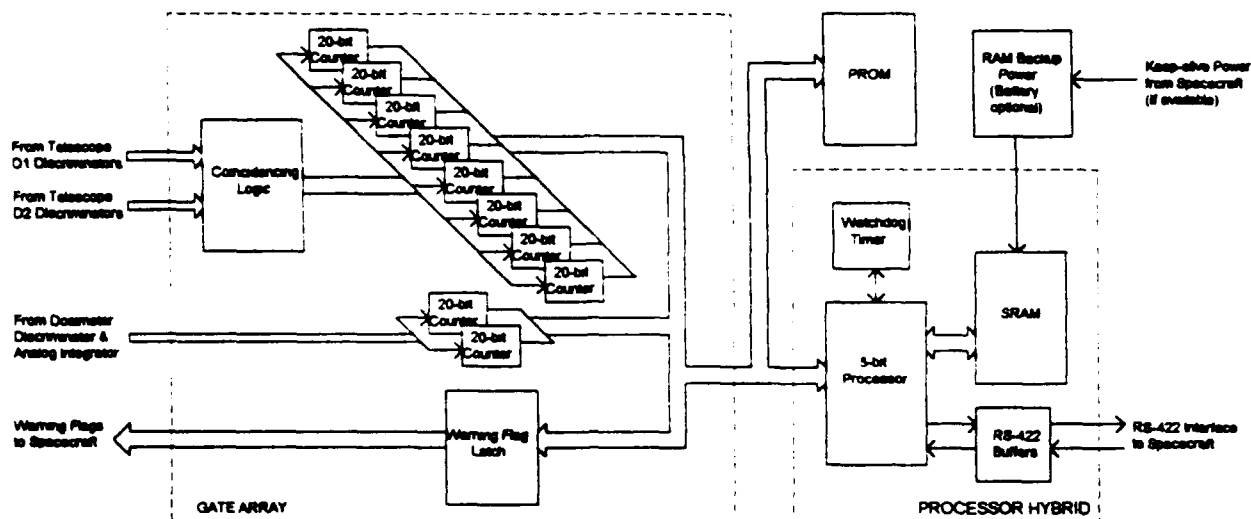 20-bit
Counter
20-bit
Counter
20-bit
Counter
20-bit
Counter
20-bit
Counter
20-bit
Counter
20-bit
Counter
20-bit
Counter
From Telescope
D1 Discriminators
From Telescope
D2 Discriminators
Coincidencing
Logic
From Dosimeter
Discriminator &
Analog Integrator
20-bit
Counter
20-bit
Counter
Warning Flags
to Spacecraft
Warning Flag
Latch
GATE ARRAY
PROM
RAM Backup
Power
(Battery
optional)
Keep-alive Power
from Spacecraft
(if available)
Watchdog
Timer
SRAM
Processor
RS-422
Buffers
RS-422 Interface
to Spacecraft
PROCESSOR HYBRID